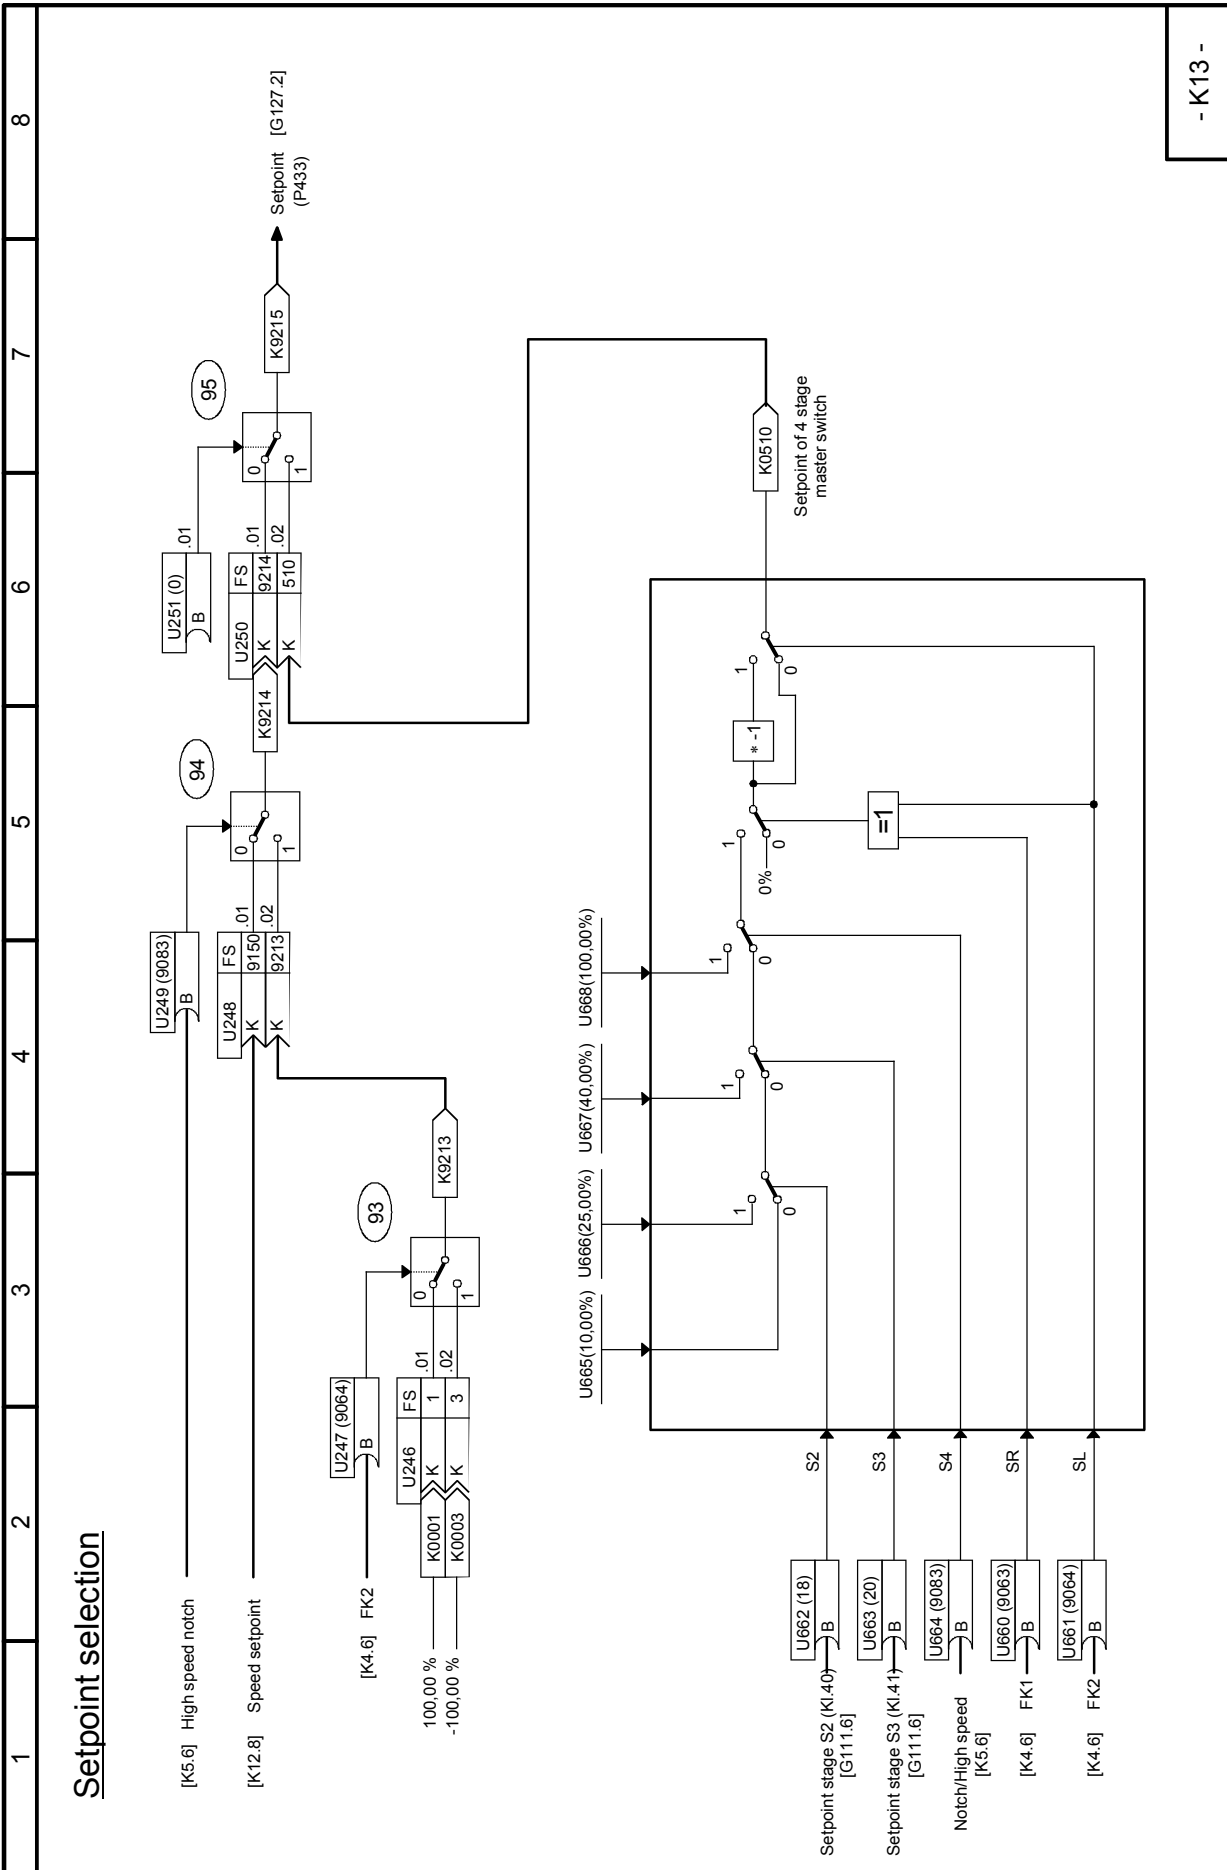 1
2
3
4
5
6
7
8
Setpoint selection
[K5.6] High speed notch
U249 (9083)
B
94
U251 (0)
B
.01
95
[K12.8] Speed setpoint
U248
FS
K
9150
.01
K
9213
.02
0
1
K9214
U250
FS
K
9214
.01
K
510
.02
0
1
K9215
Setpoint [G127.2]
(P433)
[K4.6] FK2
U247 (9064)
B
93
100,00 %
-100,00 %
K0001
K0003
U246
FS
K
1
.01
K
3
.02
0
1
K9213
U665(10,00%)
U666(25,00%)
U667(40,00%)
U668(100,00%)
1
0
1
0
1
0
1
0
0%
* -1
1
0
=1
K0510
Setpoint of 4 stage
master switch
Setpoint stage S2 (Kl.40)
[G111.6]
U662 (18)
B
S2
Setpoint stage S3 (Kl.41)
[G111.6]
U663 (20)
B
S3
Notch/High speed
[K5.6]
U664 (9083)
B
S4
[K4.6] FK1
U660 (9063)
B
SR
[K4.6] FK2
U661 (9064)
B
SL
- K13 -